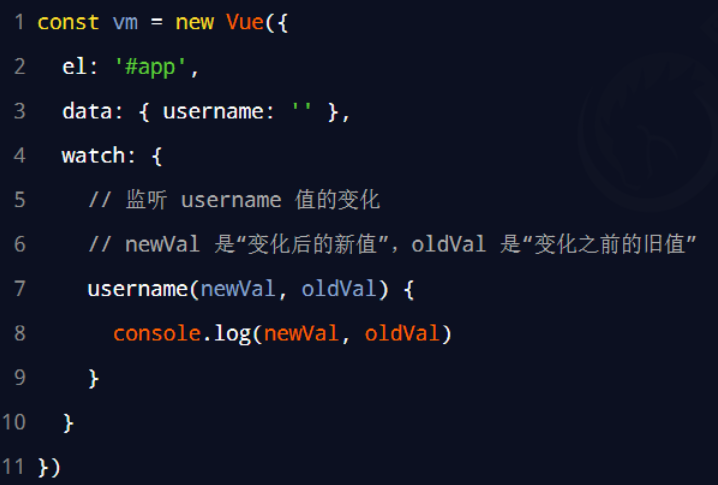 1 const vm = new Vue({
2   el: '#app',
3   data: { username: '' },
4   watch: {
5     // 监听 username 值的变化
6     // newVal 是“变化后的新值”，oldVal 是“变化之前的旧值”
7     username(newVal, oldVal) {
8       console.log(newVal, oldVal)
9     }
10   }
11 })